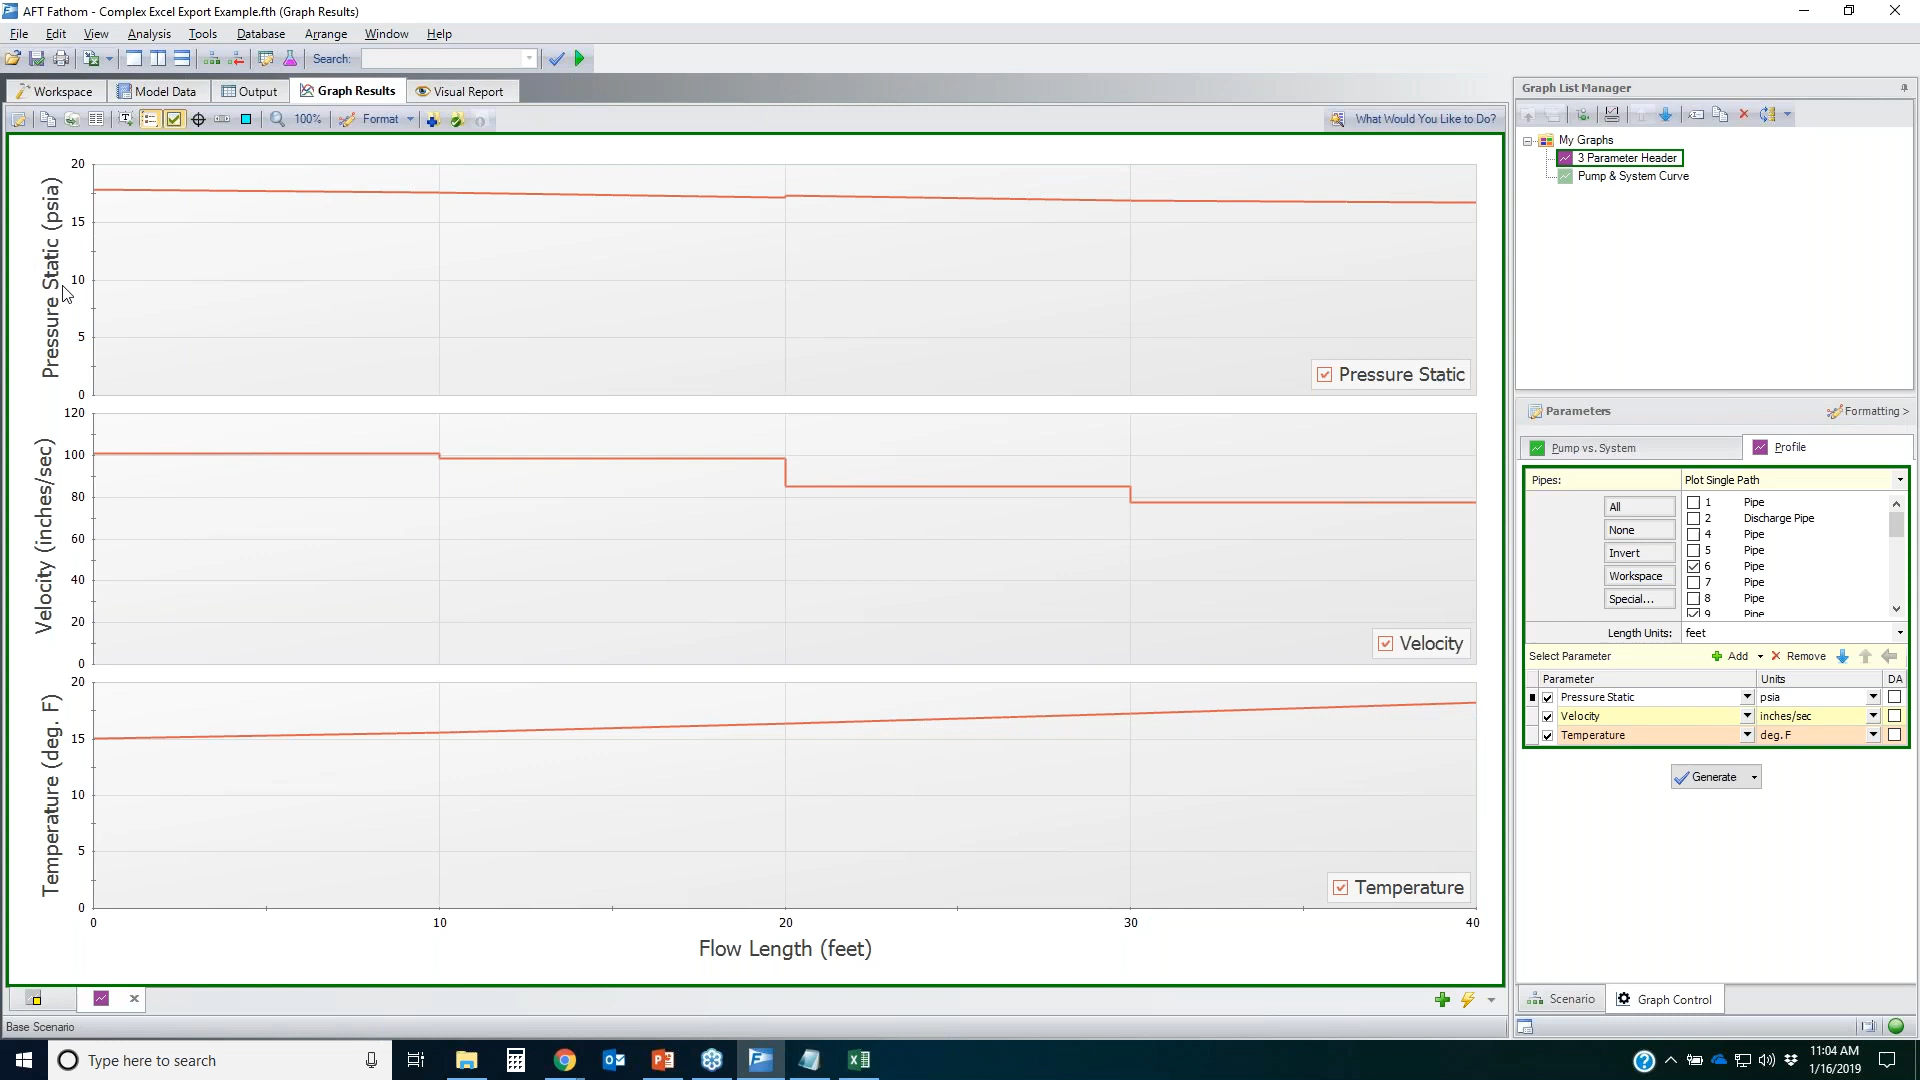 AFT Fathom - Complex Excel Export Example.fth (Graph Results)
File Edit View Analysis Tools Database Arrange Window Help
Search:
Workspace Model Data Output Graph Results Visual Report
100% Format What Would You Like to Do?
Graph List Manager
My Graphs
3 Parameter Header
Pump & System Curve
Pressure Static (psia)
20
15
10
5
0
Pressure Static
Velocity (inches/sec)
120
100
80
60
40
20
0
Velocity
Temperature (deg. F)
20
15
10
5
0
Temperature
0 10 20 30 40
Flow Length (feet)
Parameters Formatting >
Pump vs. System Profile
Pipes: Plot Single Path
All
None
Invert
Workspace
Special...
1 Pipe
2 Discharge Pipe
4 Pipe
5 Pipe
6 Pipe
7 Pipe
8 Pipe
9 Pipe
Length Units: feet
Select Parameter Add Remove
Parameter Units DA
Pressure Static psia
Velocity inches/sec
Temperature deg. F
Generate
Scenario Graph Control
Base Scenario
Type here to search
11:04 AM
1/16/2019